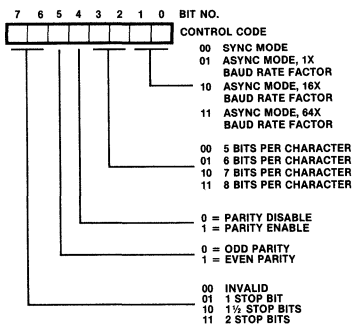 7 6 5 4 3 2 1 0 BIT NO.
CONTROL CODE
00 SYNC MODE
01 ASYNC MODE, 1X
BAUD RATE FACTOR
10 ASYNC MODE, 16X
BAUD RATE FACTOR
11 ASYNC MODE, 64X
BAUD RATE FACTOR
00 5 BITS PER CHARACTER
01 6 BITS PER CHARACTER
10 7 BITS PER CHARACTER
11 8 BITS PER CHARACTER
0 = PARITY DISABLE
1 = PARITY ENABLE
0 = ODD PARITY
1 = EVEN PARITY
00 INVALID
01 1 STOP BIT
10 1½ STOP BITS
11 2 STOP BITS